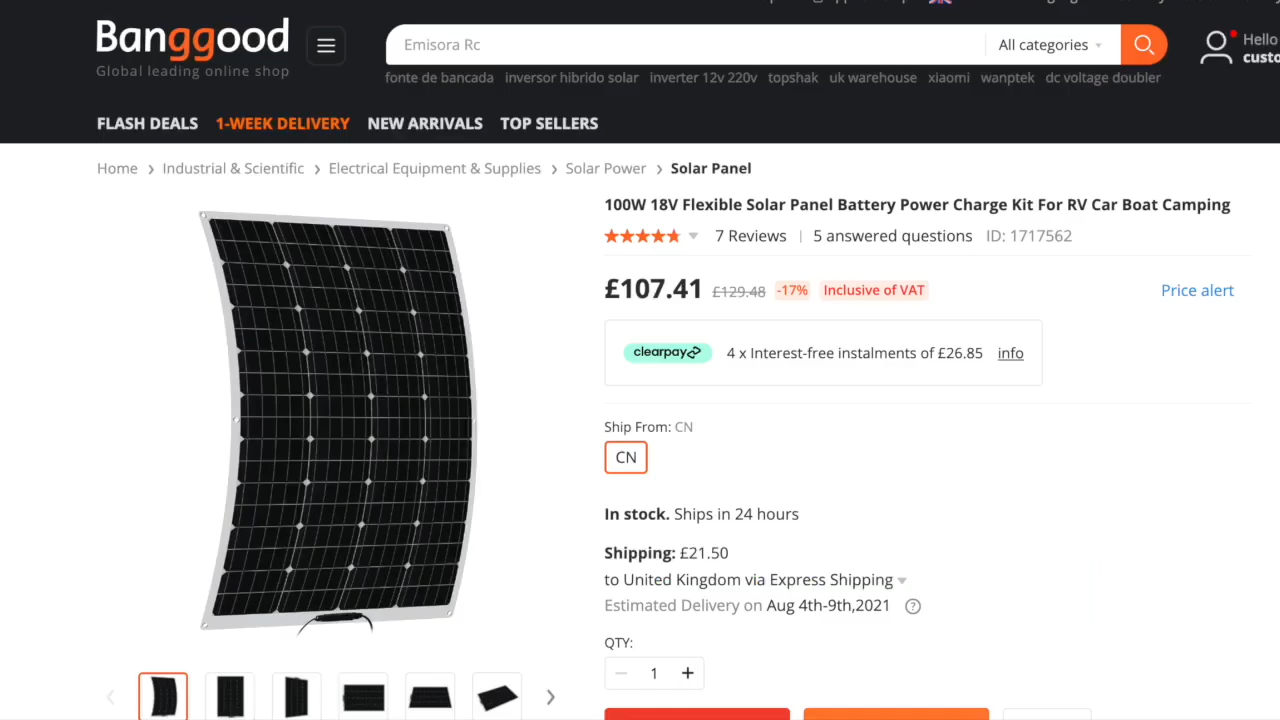 Banggood
Global leading online shop
Emisora Rc
All categories
Hello
custo
fonte de bancada inversor hibrido solar inverter 12v 220v topshak uk warehouse xiaomi wanptek dc voltage doubler
FLASH DEALS 1-WEEK DELIVERY NEW ARRIVALS TOP SELLERS
Home > Industrial & Scientific > Electrical Equipment & Supplies > Solar Power > Solar Panel
100W 18V Flexible Solar Panel Battery Power Charge Kit For RV Car Boat Camping
7 Reviews | 5 answered questions ID: 1717562
£107.41 £129.48 -17% Inclusive of VAT Price alert
clearpay 4 x Interest-free instalments of £26.85 info
Ship From: CN
CN
In stock. Ships in 24 hours
Shipping: £21.50
to United Kingdom via Express Shipping
Estimated Delivery on Aug 4th-9th,2021 ?
QTY:
1 +